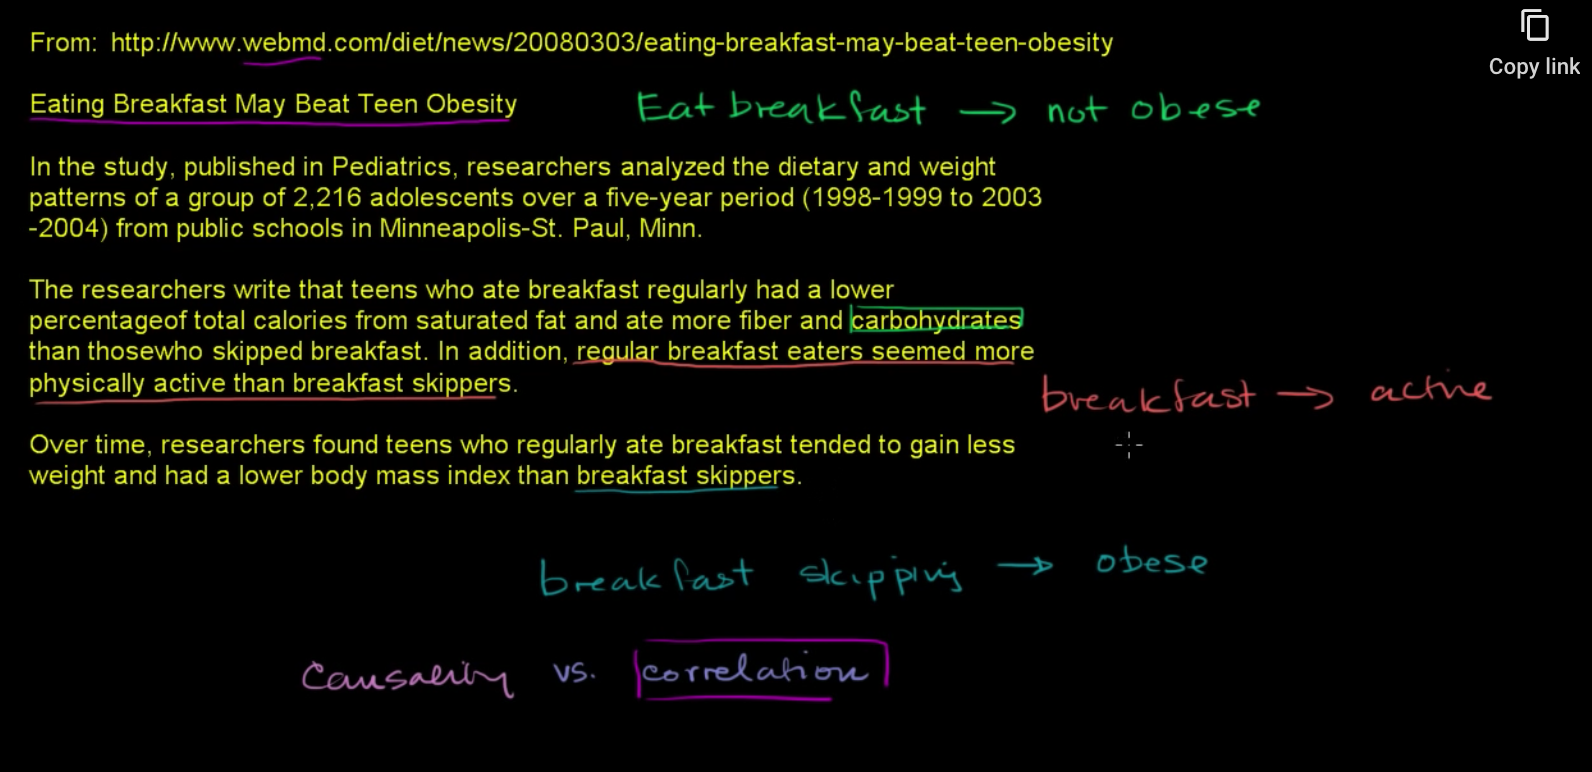 From: http://www.webmd.com/diet/news/20080303/eating-breakfast-may-beat-teen-obesity
Copy link
Eating Breakfast May Beat Teen Obesity
Eat breakfast → not obese
In the study, published in Pediatrics, researchers analyzed the dietary and weight
patterns of a group of 2,216 adolescents over a five-year period (1998-1999 to 2003
-2004) from public schools in Minneapolis-St. Paul, Minn.
The researchers write that teens who ate breakfast regularly had a lower
percentageof total calories from saturated fat and ate more fiber and carbohydrates
than thosewho skipped breakfast. In addition, regular breakfast eaters seemed more
physically active than breakfast skippers.
breakfast → active
Over time, researchers found teens who regularly ate breakfast tended to gain less
weight and had a lower body mass index than breakfast skippers.
breakfast skipping → obese
Causality vs. correlation